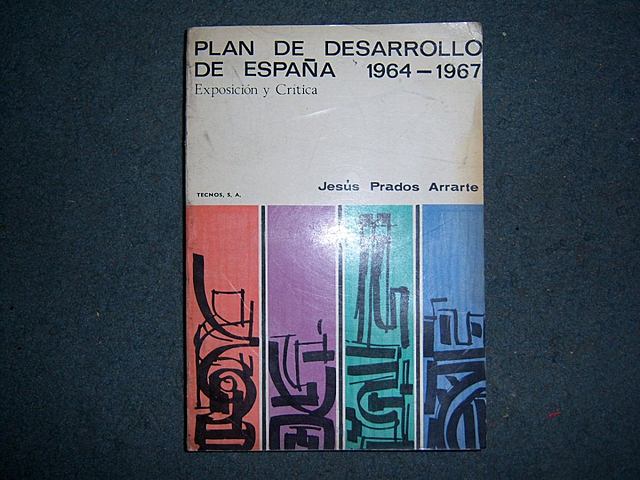 PLAN DE DESARROLLO
DE ESPAÑA 1964-1967
Exposición y Crítica
Jesús Prados Arrarte
TECNOS, S. A.